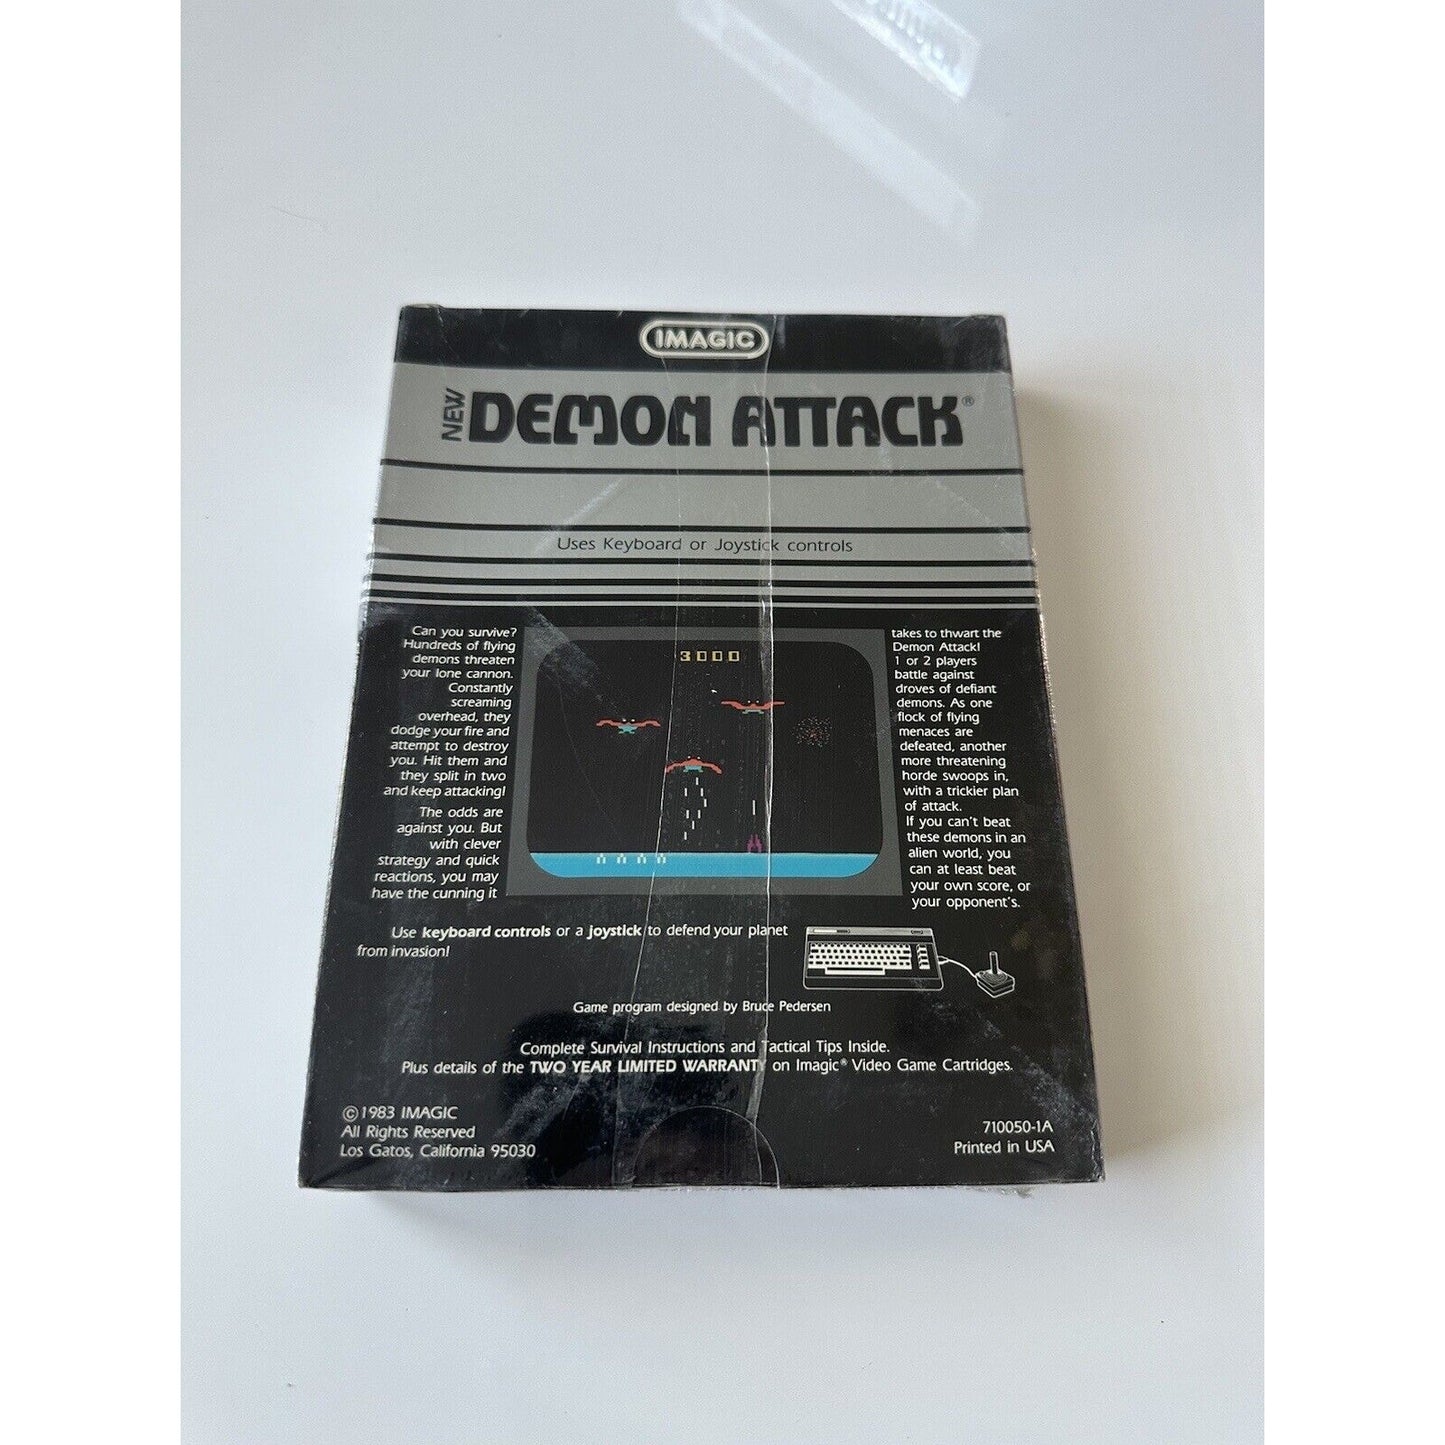 IMAGIC
NEW DEMON ATTACK®
Uses Keyboard or Joystick controls
Can you survive?
Hundreds of flying
demons threaten
your lone cannon.
Constantly
screaming
overhead, they
dodge your fire and
attempt to destroy
you. Hit them and
they split in two
and keep attacking!
The odds are
against you. But
with clever
strategy and quick
reactions, you may
have the cunning it
3000
takes to thwart the
Demon Attack!
1 or 2 players
battle against
droves of defiant
demons. As one
flock of flying
menaces are
defeated, another
more threatening
horde swoops in,
with a trickier plan
of attack.
If you can't beat
these demons in an
alien world, you
can at least beat
your own score, or
your opponent's.
Use keyboard controls or a joystick to defend your planet
from invasion!
Game program designed by Bruce Pedersen
Complete Survival Instructions and Tactical Tips Inside.
Plus details of the TWO YEAR LIMITED WARRANTY on Imagic® Video Game Cartridges.
© 1983 IMAGIC
All Rights Reserved
Los Gatos, California 95030
710050-1A
Printed in USA